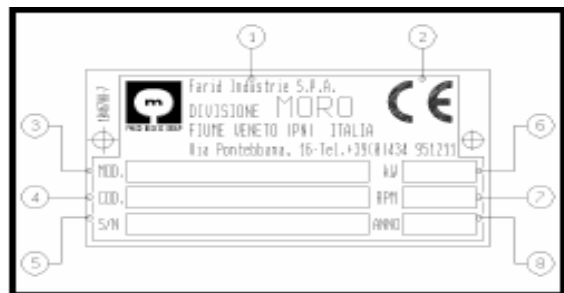 1 2
Farid Industrie S.P.A.
DIVISIONE MORO CE
FIUME VENETO (PN) ITALIA
Via Pontebbana, 16-Tel.+39(0)434 951211
3 MOD. kW 6
4 COD. RPM 7
5 S/N ANNO 8